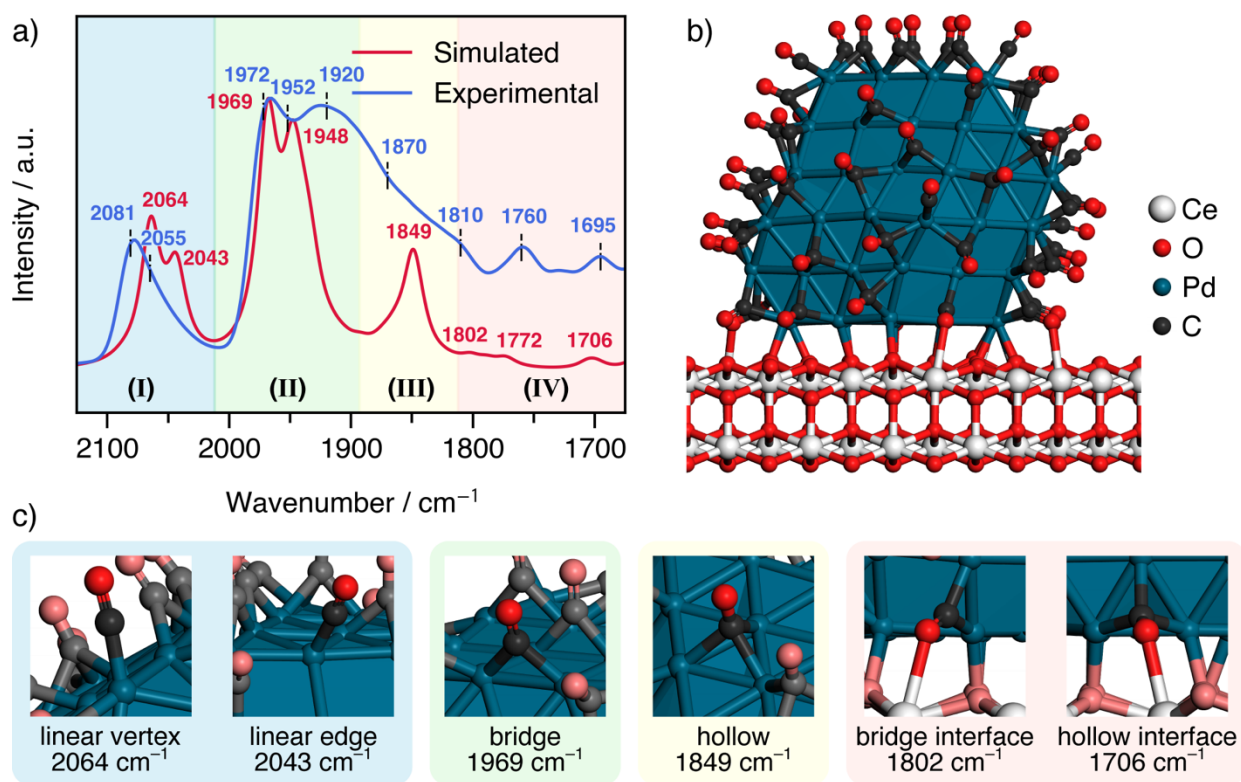 a)
Intensity / a.u.
Simulated
Experimental
1972
1952
1920
1969
1948
1870
2081
2064
2055
2043
1849
1810
1760
1695
1802
1772
1706
(I)
(II)
(III)
(IV)
2100
2000
1900
1800
1700
Wavenumber / cm⁻¹
b)
Ce
O
Pd
C
c)
linear vertex
2064 cm⁻¹
linear edge
2043 cm⁻¹
bridge
1969 cm⁻¹
hollow
1849 cm⁻¹
bridge interface
1802 cm⁻¹
hollow interface
1706 cm⁻¹